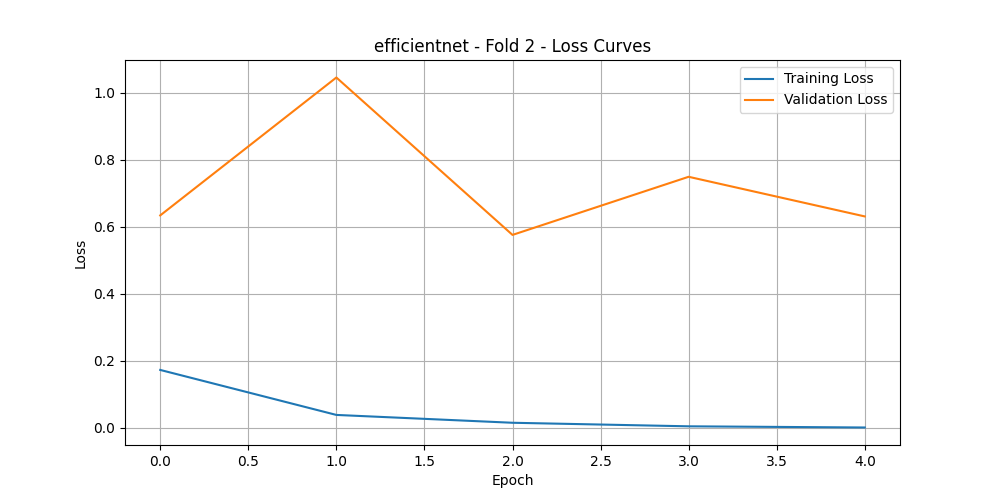 efficientnet - Fold 2 - Loss Curves
Training Loss
Validation Loss
1.0
0.8
0.6
0.4
0.2
0.0
Loss
0.0 0.5 1.0 1.5 2.0 2.5 3.0 3.5 4.0
Epoch